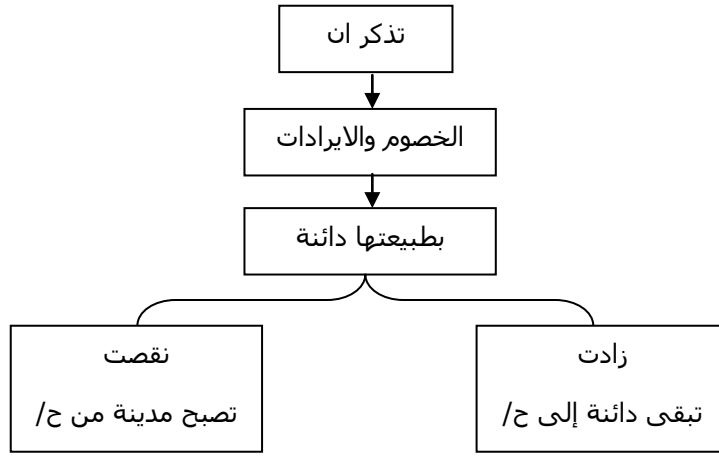 تذكر ان
الخصوم والايرادات
بطبيعتها دائنة
زادت
تبقى دائنة إلى ح/
نقصت
تصبح مدينة من ح/